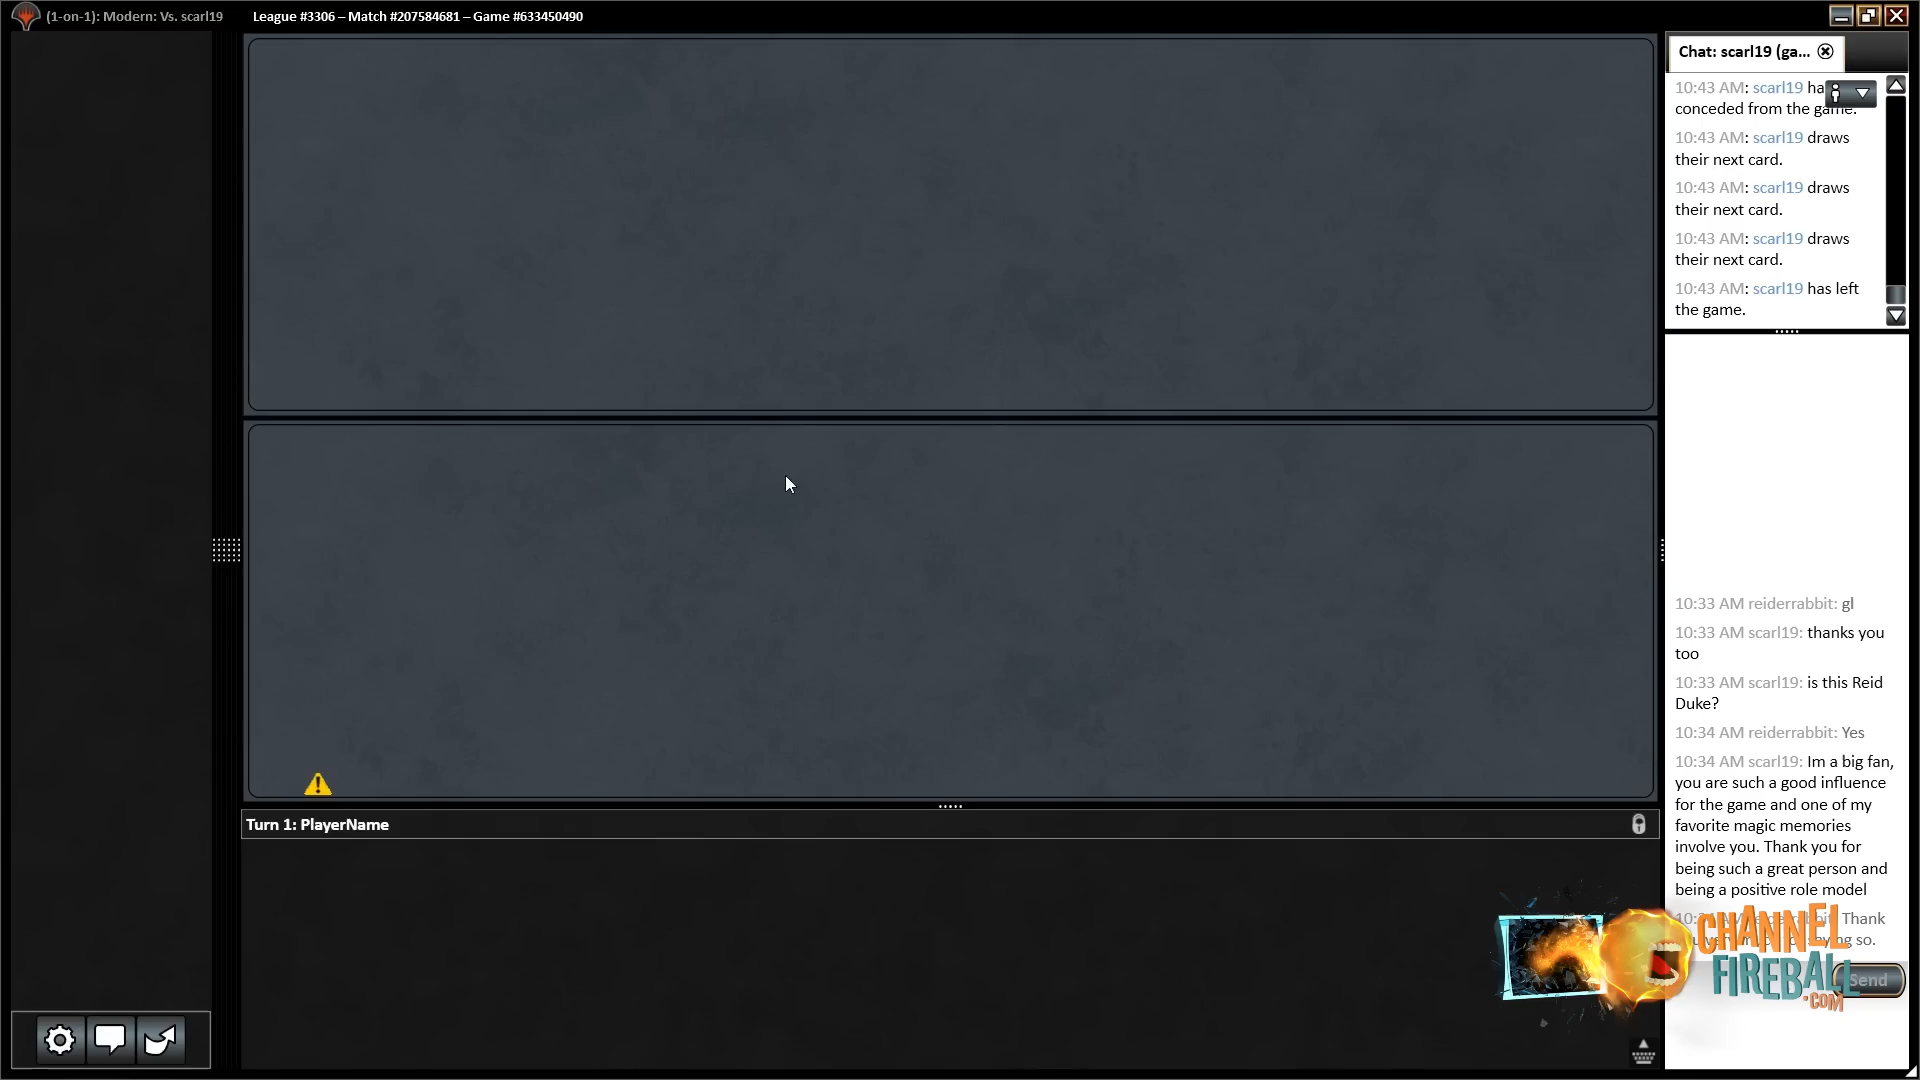 (1-on-1): Modern: Vs. scarl19
League #3306 – Match #207584681 – Game #633450490
Chat: scarl19 (ga...
10:43 AM: scarl19 ha
conceded from the game.
10:43 AM: scarl19 draws
their next card.
10:43 AM: scarl19 draws
their next card.
10:43 AM: scarl19 draws
their next card.
10:43 AM: scarl19 has left
the game.
10:33 AM reiderrabbit: gl
10:33 AM scarl19: thanks you
too
10:33 AM scarl19: is this Reid
Duke?
10:34 AM reiderrabbit: Yes
10:34 AM scarl19: Im a big fan,
you are such a good influence
for the game and one of my
favorite magic memories
involve you. Thank you for
being such a great person and
being a positive role model
Thank
so.
Send
Turn 1: PlayerName
CHANNEL
FIREBALL
.COM